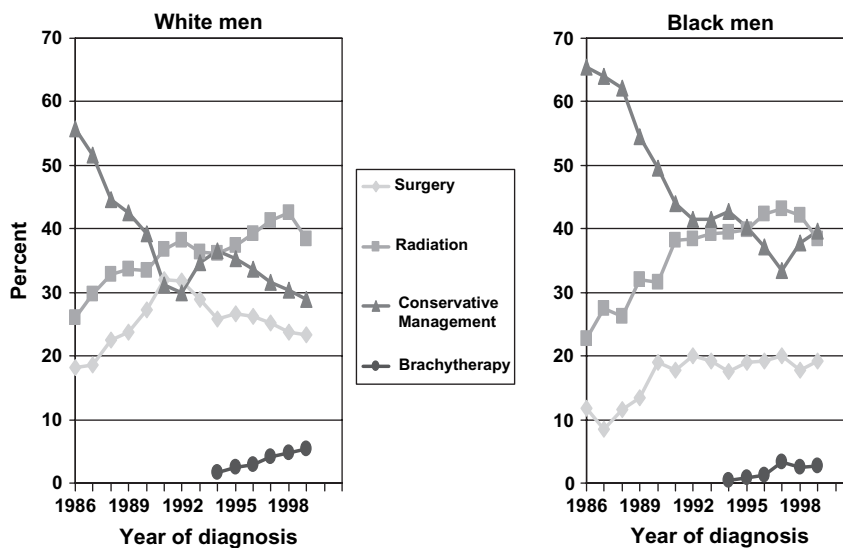 White men
70
60
50
40
30
20
10
0
Percent
1986 1989 1992 1995 1998
Year of diagnosis
Surgery
Radiation
Conservative
Management
Brachytherapy
Black men
70
60
50
40
30
20
10
0
1986 1989 1992 1995 1998
Year of diagnosis